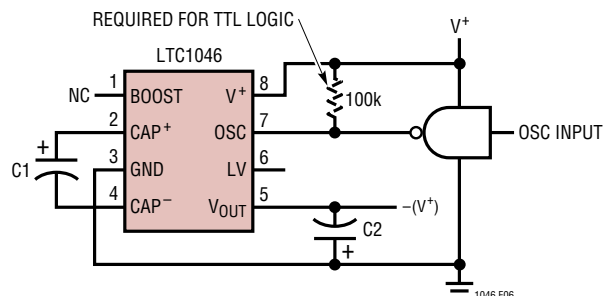 REQUIRED FOR TTL LOGIC
V+
LTC1046
NC
1
BOOST
V+
8
100k
2
CAP+
OSC
7
OSC INPUT
+
C1
3
GND
LV
6
4
CAP−
VOUT
5
−(V+)
C2
+
1046 F06